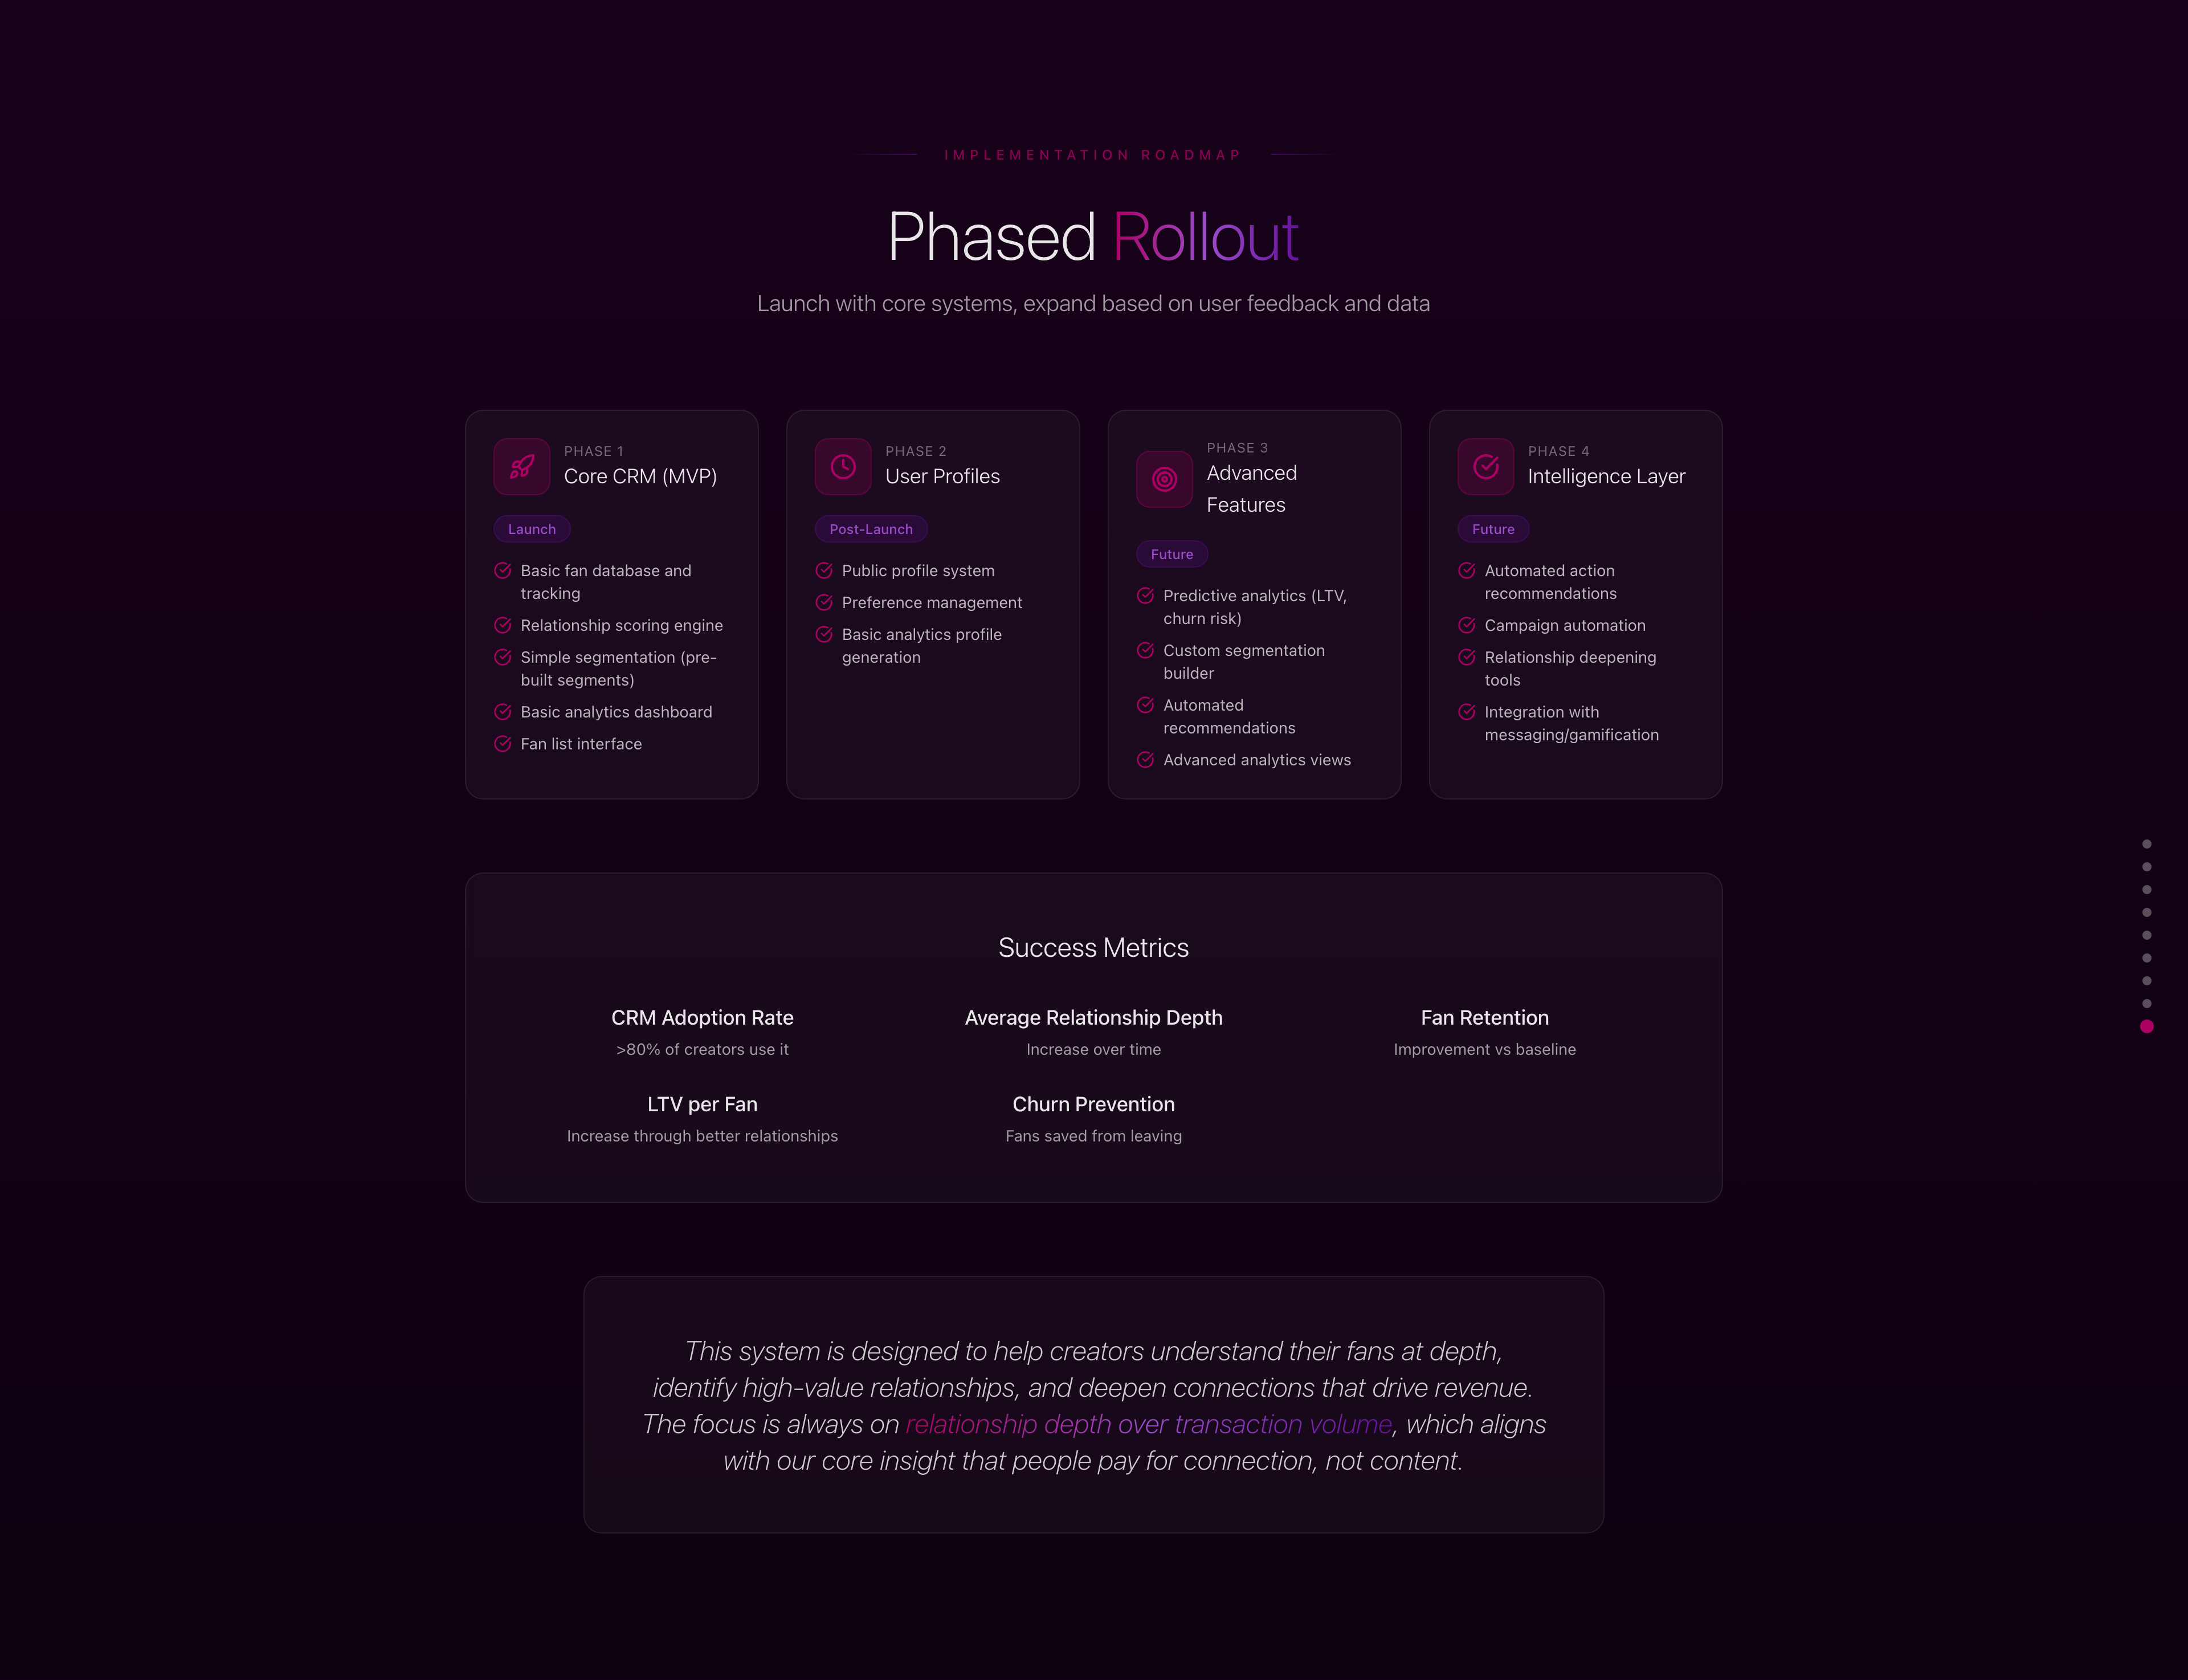 IMPLEMENTATION ROADMAP
Phased Rollout
Launch with core systems, expand based on user feedback and data
PHASE 1
Core CRM (MVP)
Launch
Basic fan database and
tracking
Relationship scoring engine
Simple segmentation (pre-
built segments)
Basic analytics dashboard
Fan list interface
PHASE 2
User Profiles
Post-Launch
Public profile system
Preference management
Basic analytics profile
generation
PHASE 3
Advanced
Features
Future
Predictive analytics (LTV,
churn risk)
Custom segmentation
builder
Automated
recommendations
Advanced analytics views
PHASE 4
Intelligence Layer
Future
Automated action
recommendations
Campaign automation
Relationship deepening
tools
Integration with
messaging/gamification
Success Metrics
CRM Adoption Rate
>80% of creators use it
Average Relationship Depth
Increase over time
Fan Retention
Improvement vs baseline
LTV per Fan
Increase through better relationships
Churn Prevention
Fans saved from leaving
This system is designed to help creators understand their fans at depth,
identify high-value relationships, and deepen connections that drive revenue.
The focus is always on relationship depth over transaction volume, which aligns
with our core insight that people pay for connection, not content.